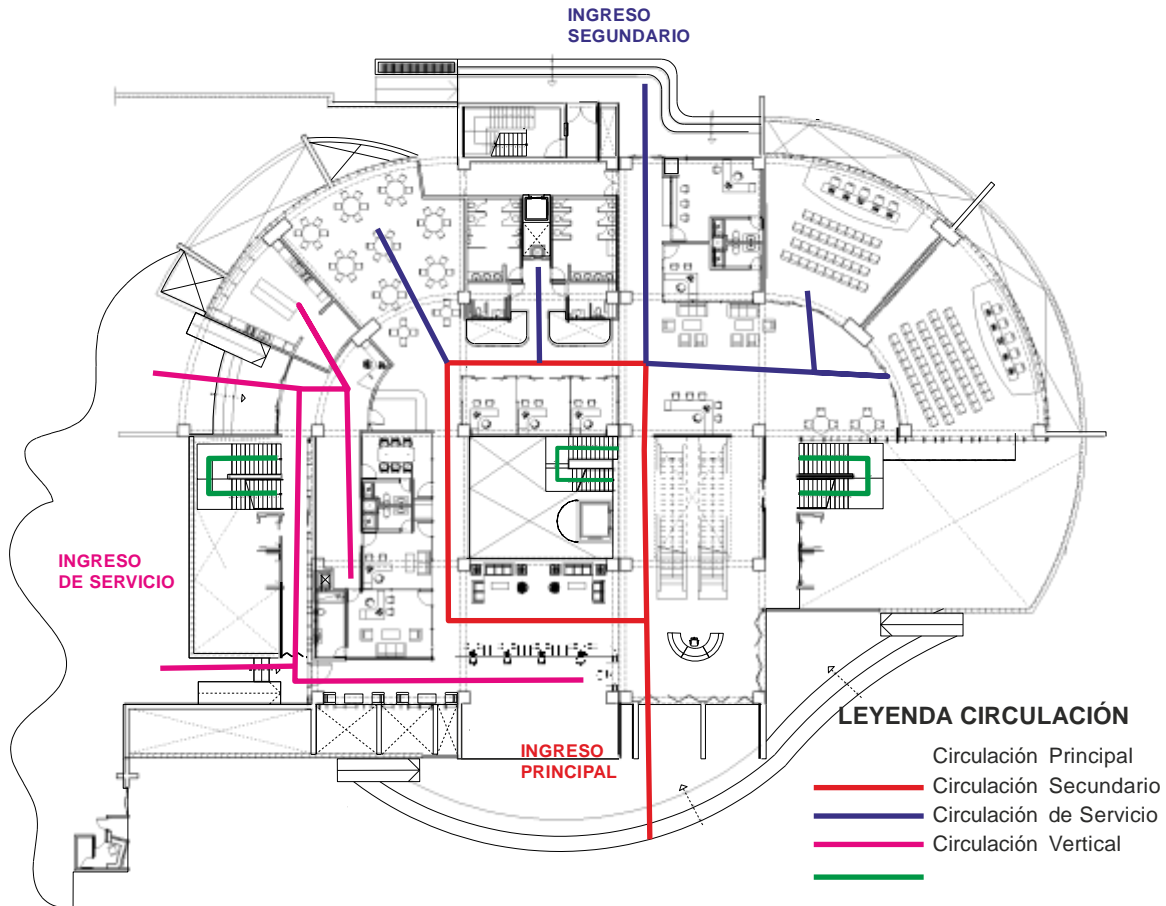 INGRESO
SEGUNDARIO
INGRESO
DE SERVICIO
INGRESO
PRINCIPAL
LEYENDA CIRCULACIÓN
Circulación Principal
Circulación Secundario
Circulación de Servicio
Circulación Vertical